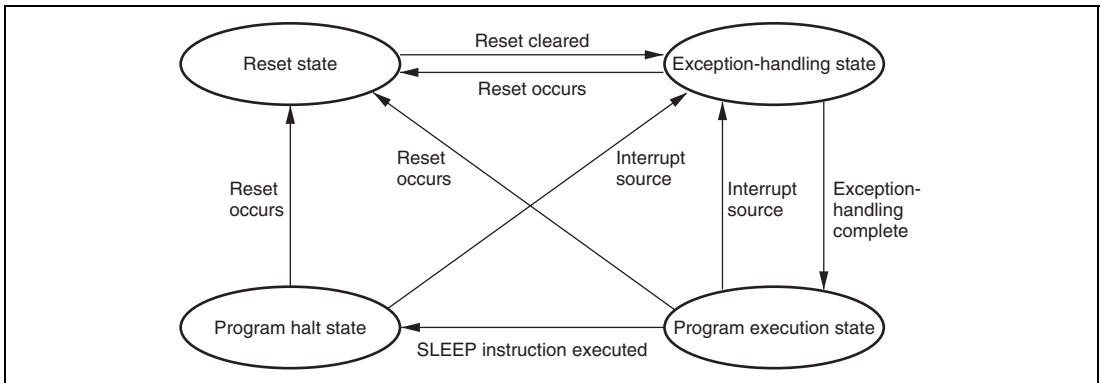 Reset cleared
Reset state
Exception-handling state
Reset occurs
Reset
occurs
Interrupt
source
Reset
occurs
Interrupt
source
Exception-
handling
complete
Program halt state
Program execution state
SLEEP instruction executed